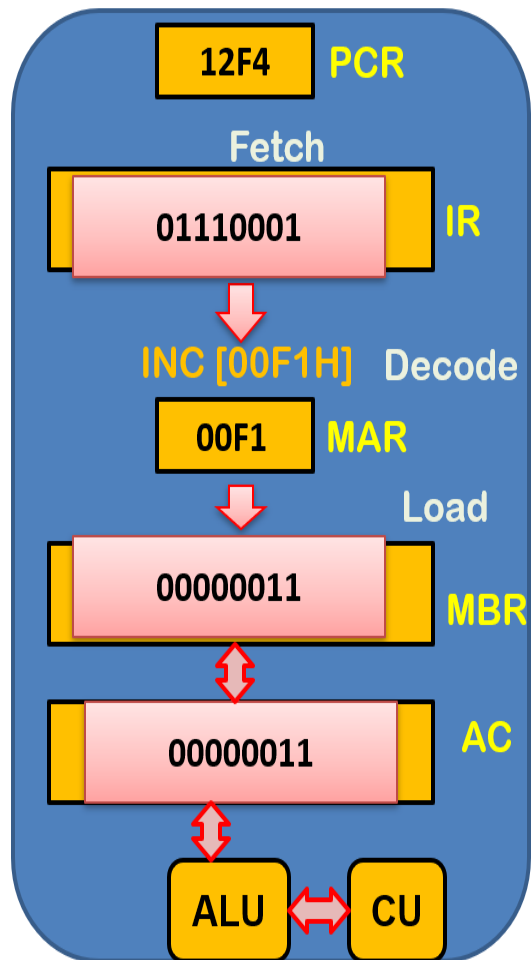 12F4 PCR
Fetch
01110001 IR
INC [00F1H] Decode
00F1 MAR
Load
00000011 MBR
00000011 AC
ALU CU